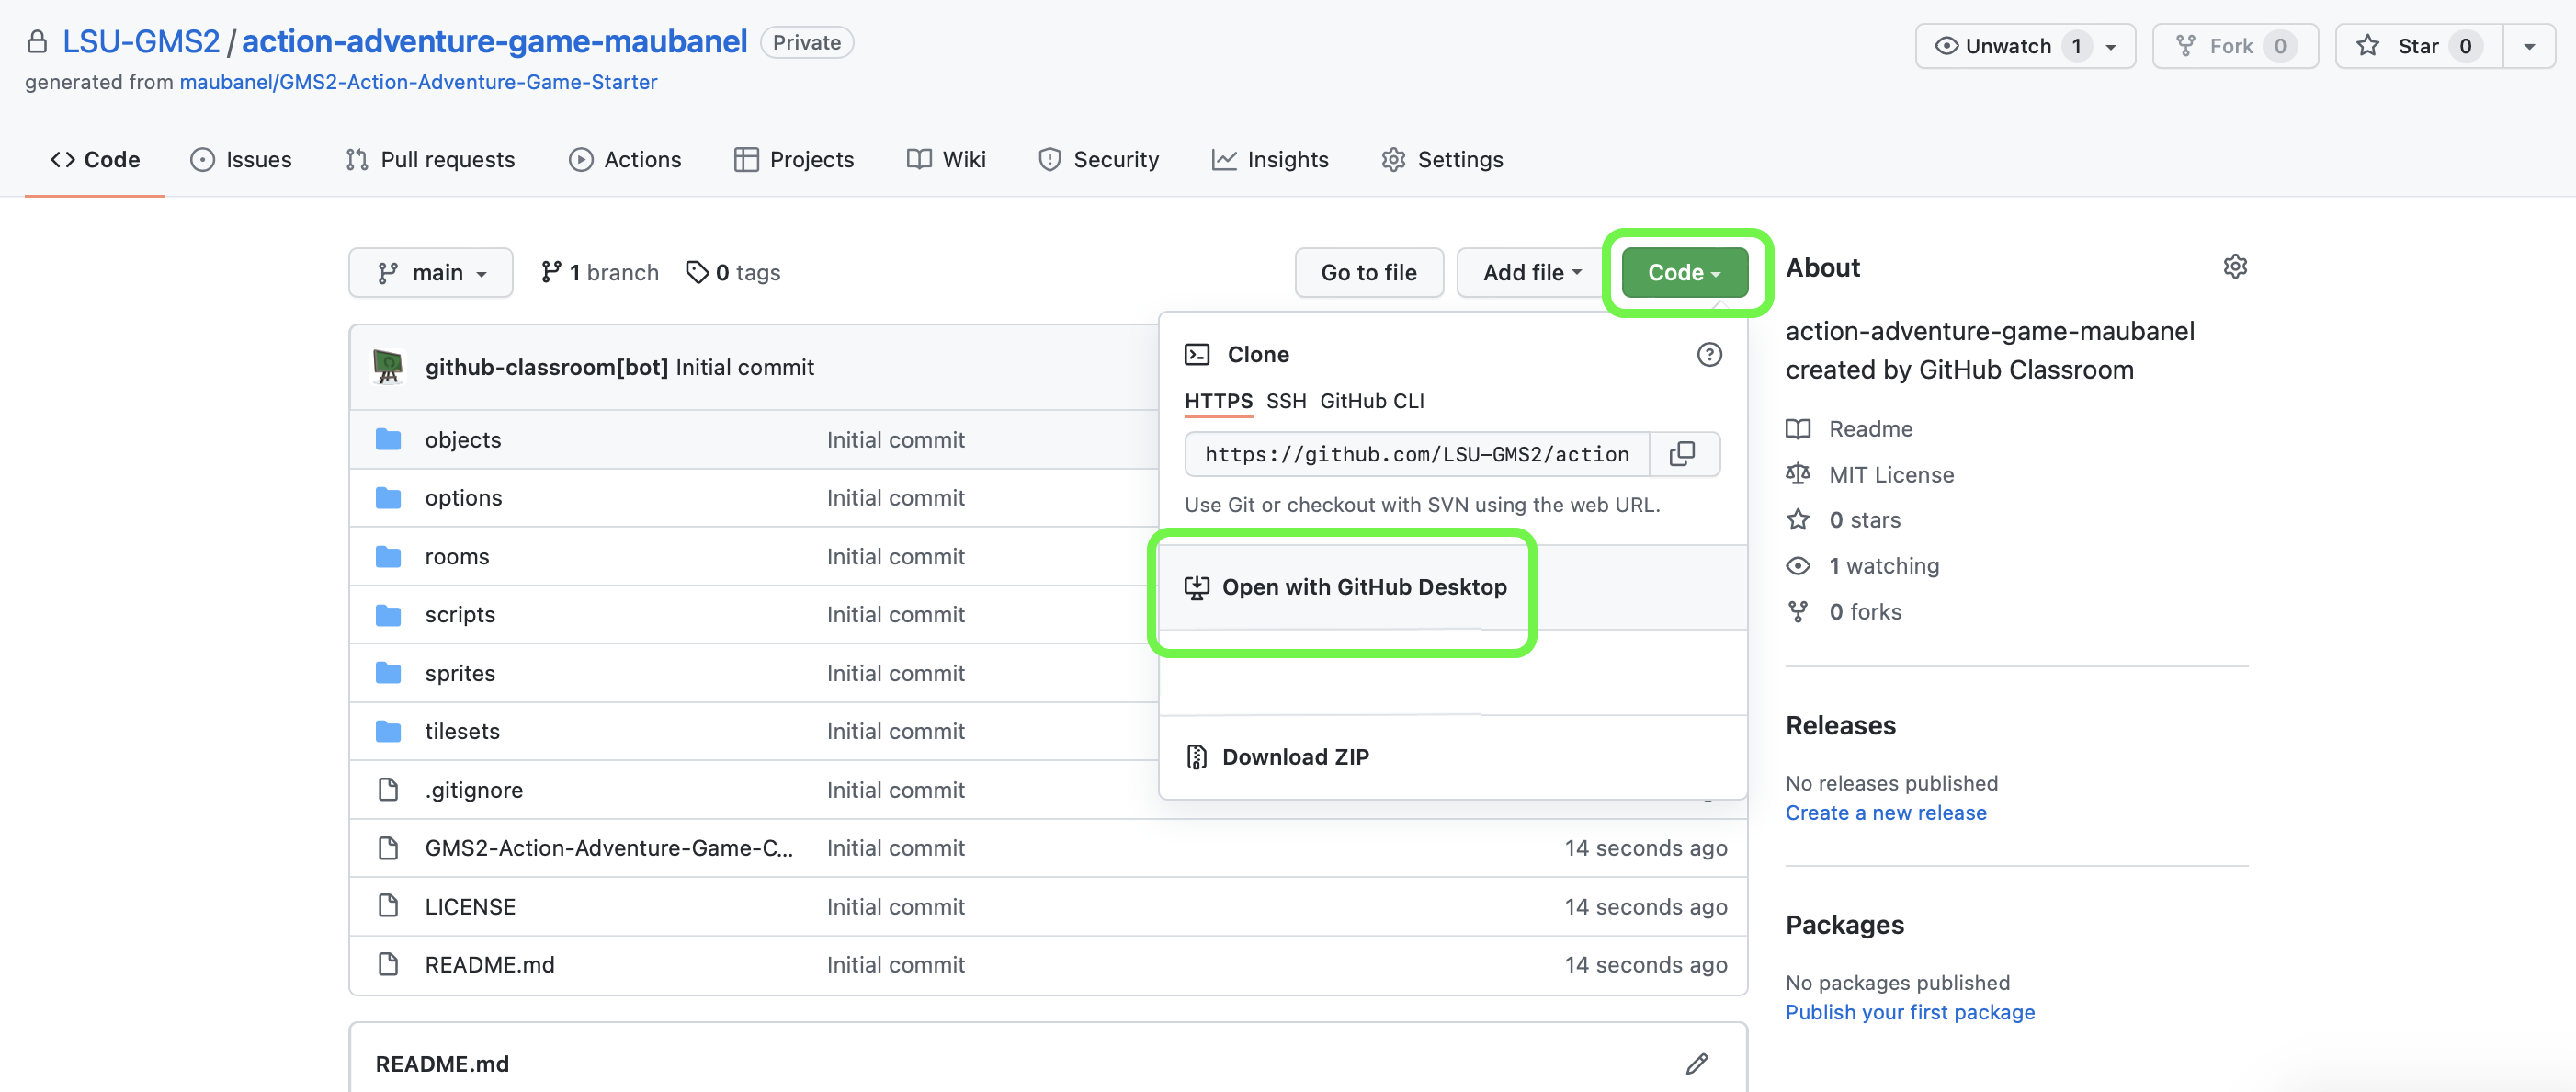 LSU-GMS2/action-adventure-game-maubanel Private
Unwatch 1
Fork 0
Star 0
generated from maubanel/GMS2-Action-Adventure-Game-Starter
Code
Issues
Pull requests
Actions
Projects
Wiki
Security
Insights
Settings
main
1 branch
0 tags
Go to file
Add file
Code
github-classroom[bot] Initial commit
objects Initial commit
options Initial commit
rooms Initial commit
scripts Initial commit
sprites Initial commit
tilesets Initial commit
.gitignore Initial commit
GMS2-Action-Adventure-Game-C... Initial commit 14 seconds ago
LICENSE Initial commit 14 seconds ago
README.md Initial commit 14 seconds ago
README.md
Clone
HTTPS SSH GitHub CLI
https://github.com/LSU-GMS2/action
Use Git or checkout with SVN using the web URL.
Open with GitHub Desktop
Download ZIP
About
action-adventure-game-maubanel
created by GitHub Classroom
Readme
MIT License
0 stars
1 watching
0 forks
Releases
No releases published
Create a new release
Packages
No packages published
Publish your first package